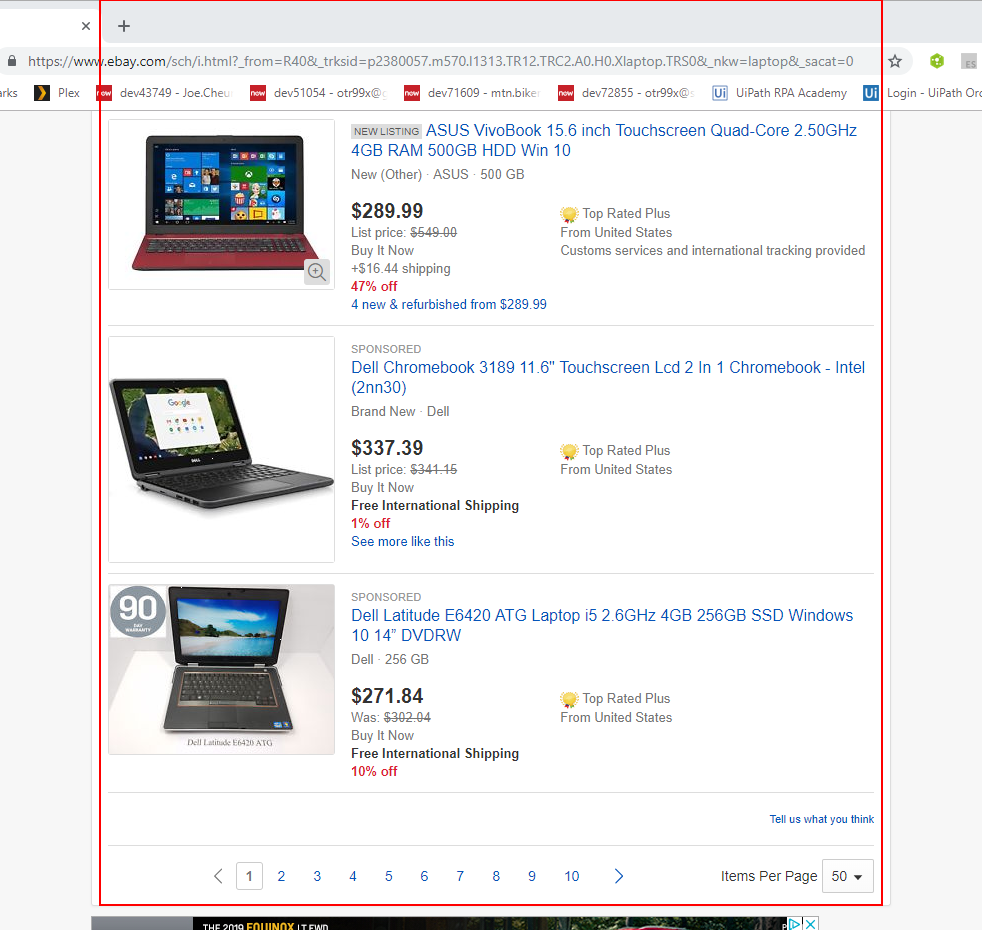 https://www.ebay.com/sch/i.html?_from=R40&_trksid=p2380057.m570.l1313.TR12.TRC2.A0.H0.Xlaptop.TRS0&_nkw=laptop&_sacat=0
ES
arks Plex now dev43749 - Joe.Cheu now dev51054 - otr99x@g now dev71609 - mtn.biker now dev72855 - otr99x@s Ui UiPath RPA Academy Ui Login - UiPath Orc
NEW LISTING ASUS VivoBook 15.6 inch Touchscreen Quad-Core 2.50GHz
4GB RAM 500GB HDD Win 10
New (Other) · ASUS · 500 GB
$289.99
List price: $549.00
Buy It Now
+$16.44 shipping
47% off
4 new & refurbished from $289.99
Top Rated Plus
From United States
Customs services and international tracking provided
Google
DELL
SPONSORED
Dell Chromebook 3189 11.6" Touchscreen Lcd 2 In 1 Chromebook - Intel
(2nn30)
Brand New · Dell
$337.39
List price: $341.15
Buy It Now
Free International Shipping
1% off
See more like this
Top Rated Plus
From United States
90
DAY
WARRANTY
Dell Latitude E6420 ATG
SPONSORED
Dell Latitude E6420 ATG Laptop i5 2.6GHz 4GB 256GB SSD Windows
10 14” DVDRW
Dell · 256 GB
$271.84
Was: $302.04
Buy It Now
Free International Shipping
10% off
Top Rated Plus
From United States
Tell us what you think
1 2 3 4 5 6 7 8 9 10
Items Per Page 50
THE 2019 EQUINOX LT FWD